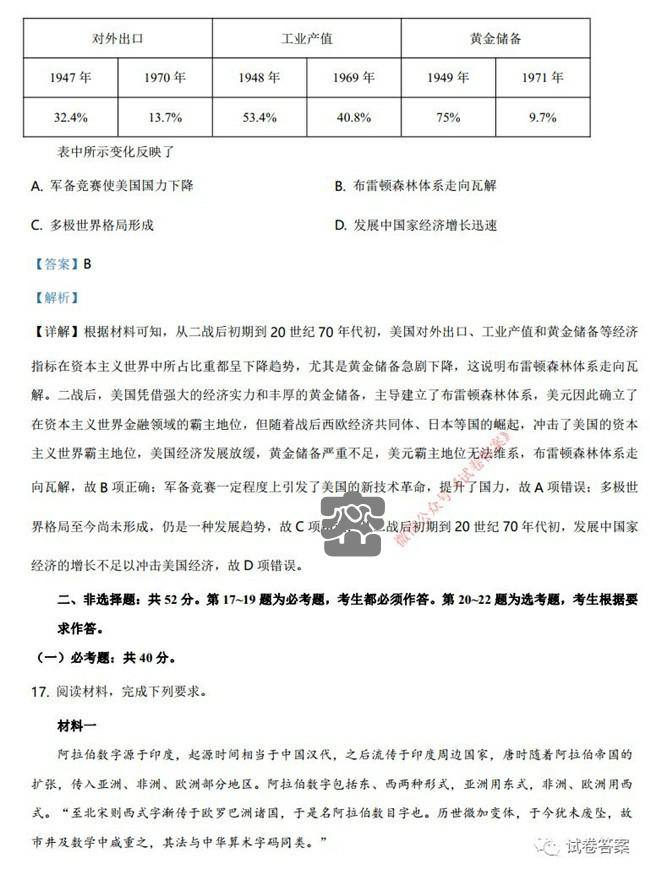 对外出口 工业产值 黄金储备
1947 年 1970 年 1948 年 1969 年 1949 年 1971 年
32.4% 13.7% 53.4% 40.8% 75% 9.7%
表中所示变化反映了
A. 军备竞赛使美国国力下降 B. 布雷顿森林体系走向瓦解
C. 多极世界格局形成 D. 发展中国家经济增长迅速
【答案】B
【解析】
【详解】根据材料可知，从二战后初期到 20 世纪 70 年代初，美国对外出口、工业产值和黄金储备等经济
指标在资本主义世界中所占比重都呈下降趋势，尤其是黄金储备急剧下降，这说明布雷顿森林体系走向瓦
解。二战后，美国凭借强大的经济实力和丰厚的黄金储备，主导建立了布雷顿森林体系，美元因此确立了
在资本主义世界金融领域的霸主地位，但随着战后西欧经济共同体、日本等国的崛起，冲击了美国的资本
主义世界霸主地位，美国经济发展放缓，黄金储备严重不足，美元霸主地位无法维系，布雷顿森林体系走
向瓦解，故 B 项正确；军备竞赛一定程度上引发了美国的新技术革命，提升了国力，故 A 项错误；多极世
界格局至今尚未形成，仍是一种发展趋势，故 C 项 二战后初期到 20 世纪 70 年代初，发展中国家
经济的增长不足以冲击美国经济，故 D 项错误。
二、非选择题：共 52 分。第 17~19 题为必考题，考生都必须作答。第 20~22 题为选考题，考生根据要
求作答。
（一）必考题：共 40 分。
17. 阅读材料，完成下列要求。
材料一
阿拉伯数字源于印度，起源时间相当于中国汉代，之后流传于印度周边国家，唐时随着阿拉伯帝国的
扩张，传入亚洲、非洲、欧洲部分地区。阿拉伯数字包括东、西两种形式，亚洲用东式，非洲、欧洲用西
式。“至北宋则西式字渐传于欧罗巴洲诸国，于是名阿拉伯数目字也。历世微加变体，于今犹未废坠，故
市井及数学中咸重之，其法与中华算术字码同类。”
微信公众号《试卷答案》
试卷答案